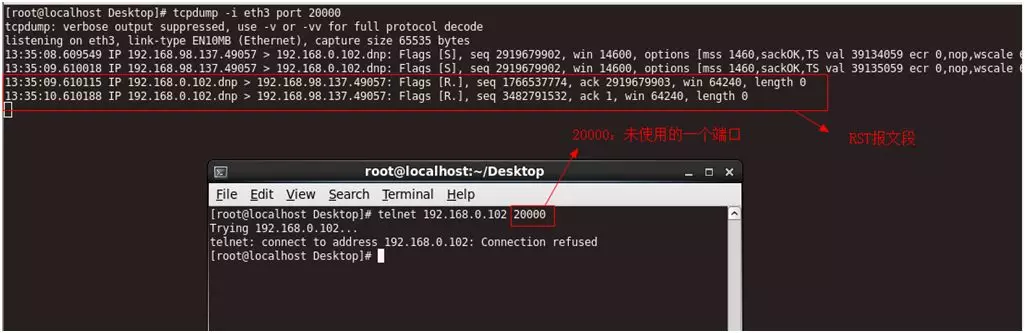 [root@localhost Desktop]# tcpdump -i eth3 port 20000
tcpdump: verbose output suppressed, use -v or -vv for full protocol decode
listening on eth3, link-type EN10MB (Ethernet), capture size 65535 bytes
13:35:08.609549 IP 192.168.98.137.49057 > 192.168.0.102.dnp: Flags [S], seq 2919679902, win 14600, options [mss 1460,sackOK,TS val 39134059 ecr 0,nop,wscale 6
13:35:09.610018 IP 192.168.98.137.49057 > 192.168.0.102.dnp: Flags [S], seq 2919679902, win 14600, options [mss 1460,sackOK,TS val 39135059 ecr 0,nop,wscale 6
13:35:09.610115 IP 192.168.0.102.dnp > 192.168.98.137.49057: Flags [R.], seq 1766537774, ack 2919679903, win 64240, length 0
13:35:10.610188 IP 192.168.0.102.dnp > 192.168.98.137.49057: Flags [R.], seq 3482791532, ack 1, win 64240, length 0
20000：未使用的一个端口
RST报文段
root@localhost:~/Desktop
File Edit View Search Terminal Help
[root@localhost Desktop]# telnet 192.168.0.102 20000
Trying 192.168.0.102...
telnet: connect to address 192.168.0.102: Connection refused
[root@localhost Desktop]#